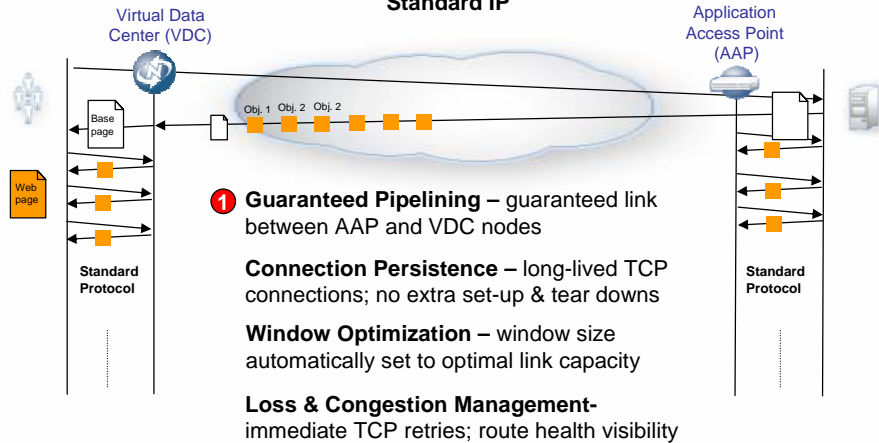 Standard IP
Virtual Data
Center (VDC)
Application
Access Point
(AAP)
Obj. 1 Obj. 2 Obj. 2
Base
page
Web
page
1 Guaranteed Pipelining – guaranteed link
between AAP and VDC nodes
Connection Persistence – long-lived TCP
connections; no extra set-up & tear downs
Window Optimization – window size
automatically set to optimal link capacity
Loss & Congestion Management-
immediate TCP retries; route health visibility
Standard
Protocol
Standard
Protocol